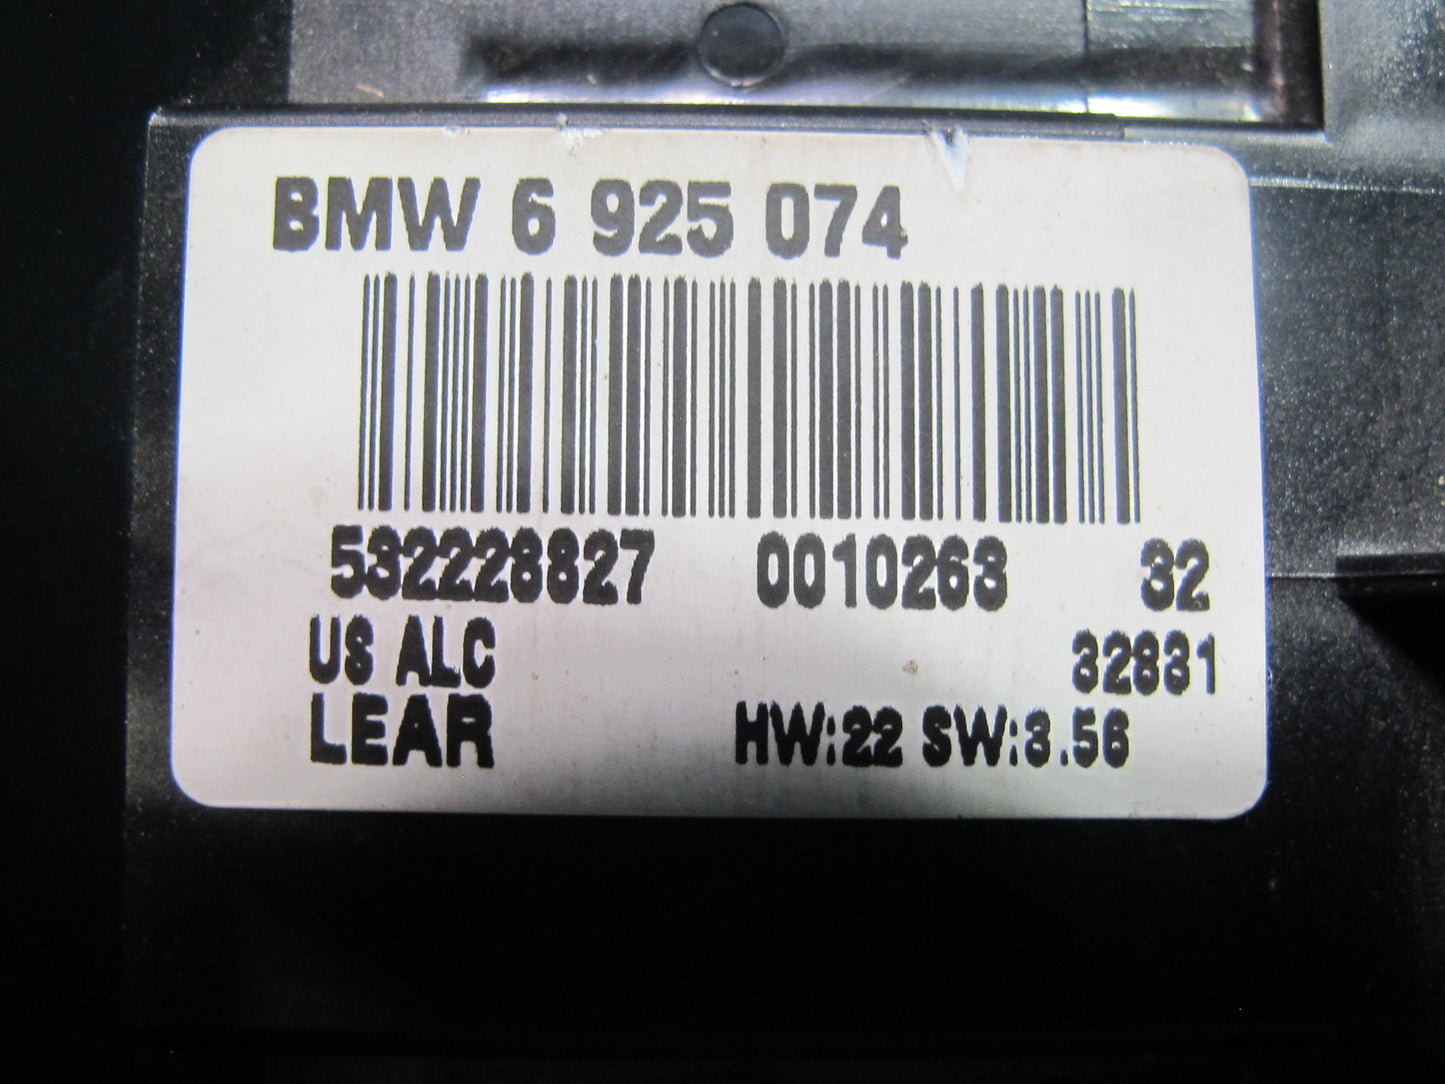 BMW 6 925 074
532228827 0010263 32
US ALC 32831
LEAR HW:22 SW:3.56